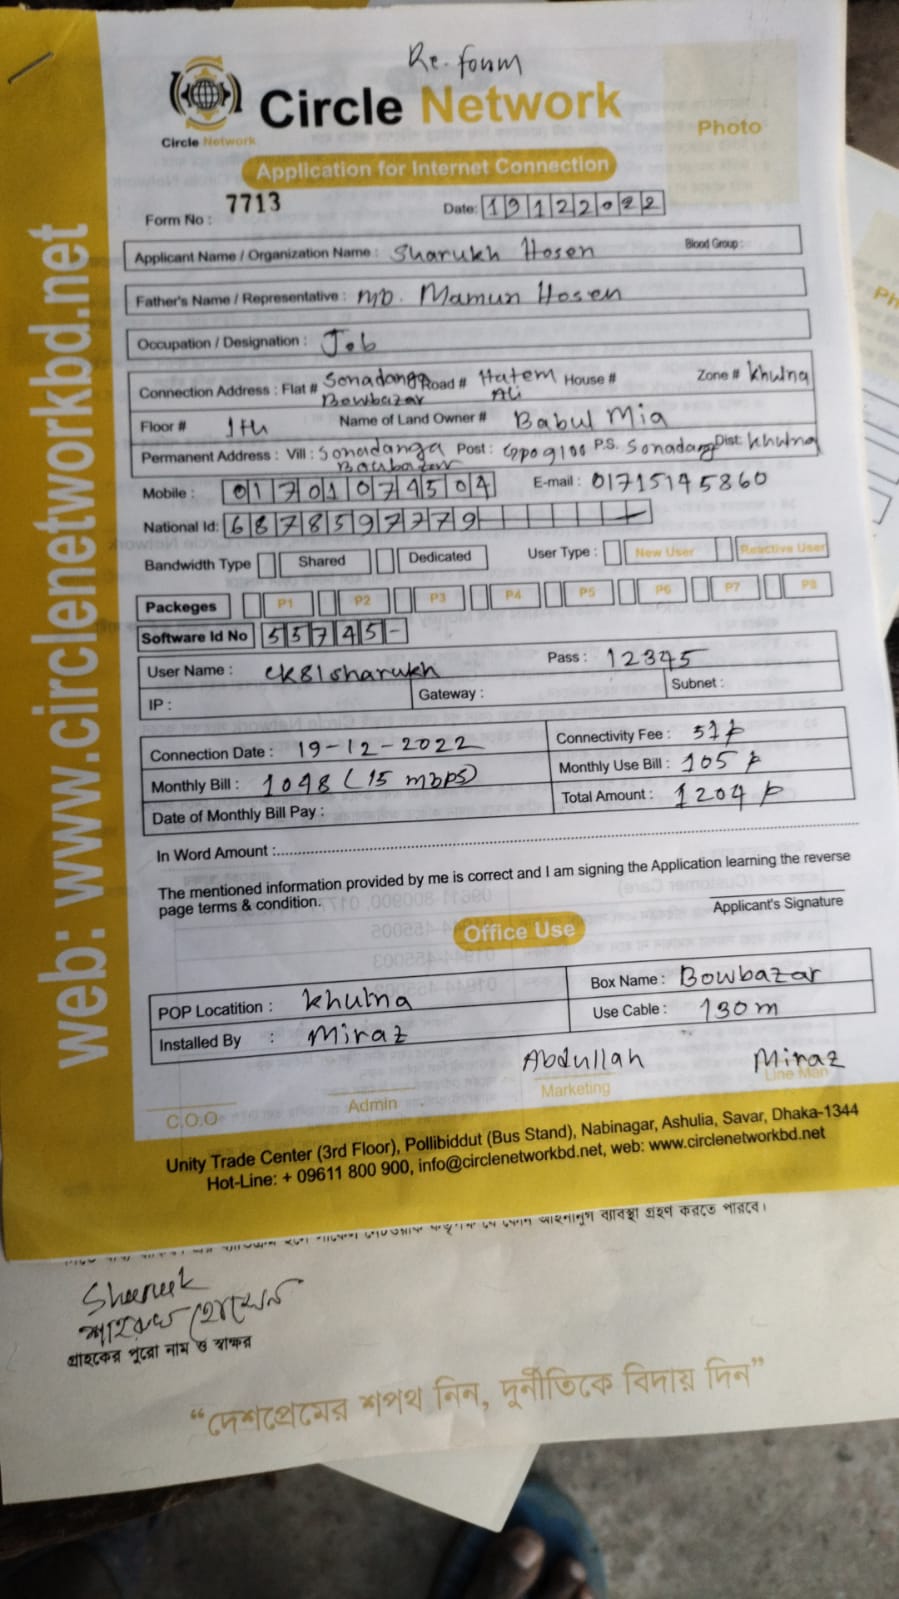 Re-form
Circle Network
Circle Network
Photo
Application for Internet Connection
Form No : 7713
Date: 19122022
Applicant Name / Organization Name : Sharukh Hosen Blood Group :
Father's Name / Representative : M/D. Mamun Hosen
Occupation / Designation : Job
Connection Address : Flat # Sonadanga Bowbazar Road # Hatem Ali House # Zone # Khulna
Floor # 1th Name of Land Owner # Babul Mia
Permanent Address : Vill : Sonadanga Baubazar Post : Gpo 9100 P.S. Sonadang Dist: Khulna
Mobile : 01701074504 E-mail : 01715145860
National Id: 6878597779
Bandwidth Type Shared Dedicated User Type : New User Reactive User
Packeges P1 P2 P3 P4 P5 P6 P7 P8
Software Id No 55745-
User Name : ck81sharukh Pass : 12345
IP : Gateway : Subnet :
Connection Date : 19-12-2022 Connectivity Fee : 51
Monthly Bill : 1048 (15 mbps) Monthly Use Bill : 105
Date of Monthly Bill Pay : Total Amount : 1204
In Word Amount :
The mentioned information provided by me is correct and I am signing the Application learning the reverse
page terms & condition.
Applicant's Signature
Office Use
POP Locatition : Khulna Box Name : Bowbazar
Installed By : Miraz Use Cable : 130m
Abdullah Miraz
C.O.O Admin Marketing Line Man
Unity Trade Center (3rd Floor), Pollibiddut (Bus Stand), Nabinagar, Ashulia, Savar, Dhaka-1344
Hot-Line: + 09611 800 900, info@circlenetworkbd.net, web: www.circlenetworkbd.net
web: www.circlenetworkbd.net
আইনানুগ ব্যাবস্থা গ্রহণ করতে পারবে।
হোসেন
গ্রাহকের পুরো নাম ও স্বাক্ষর
“দেশপ্রেমের শপথ নিন, দুর্নীতিকে বিদায় দিন”